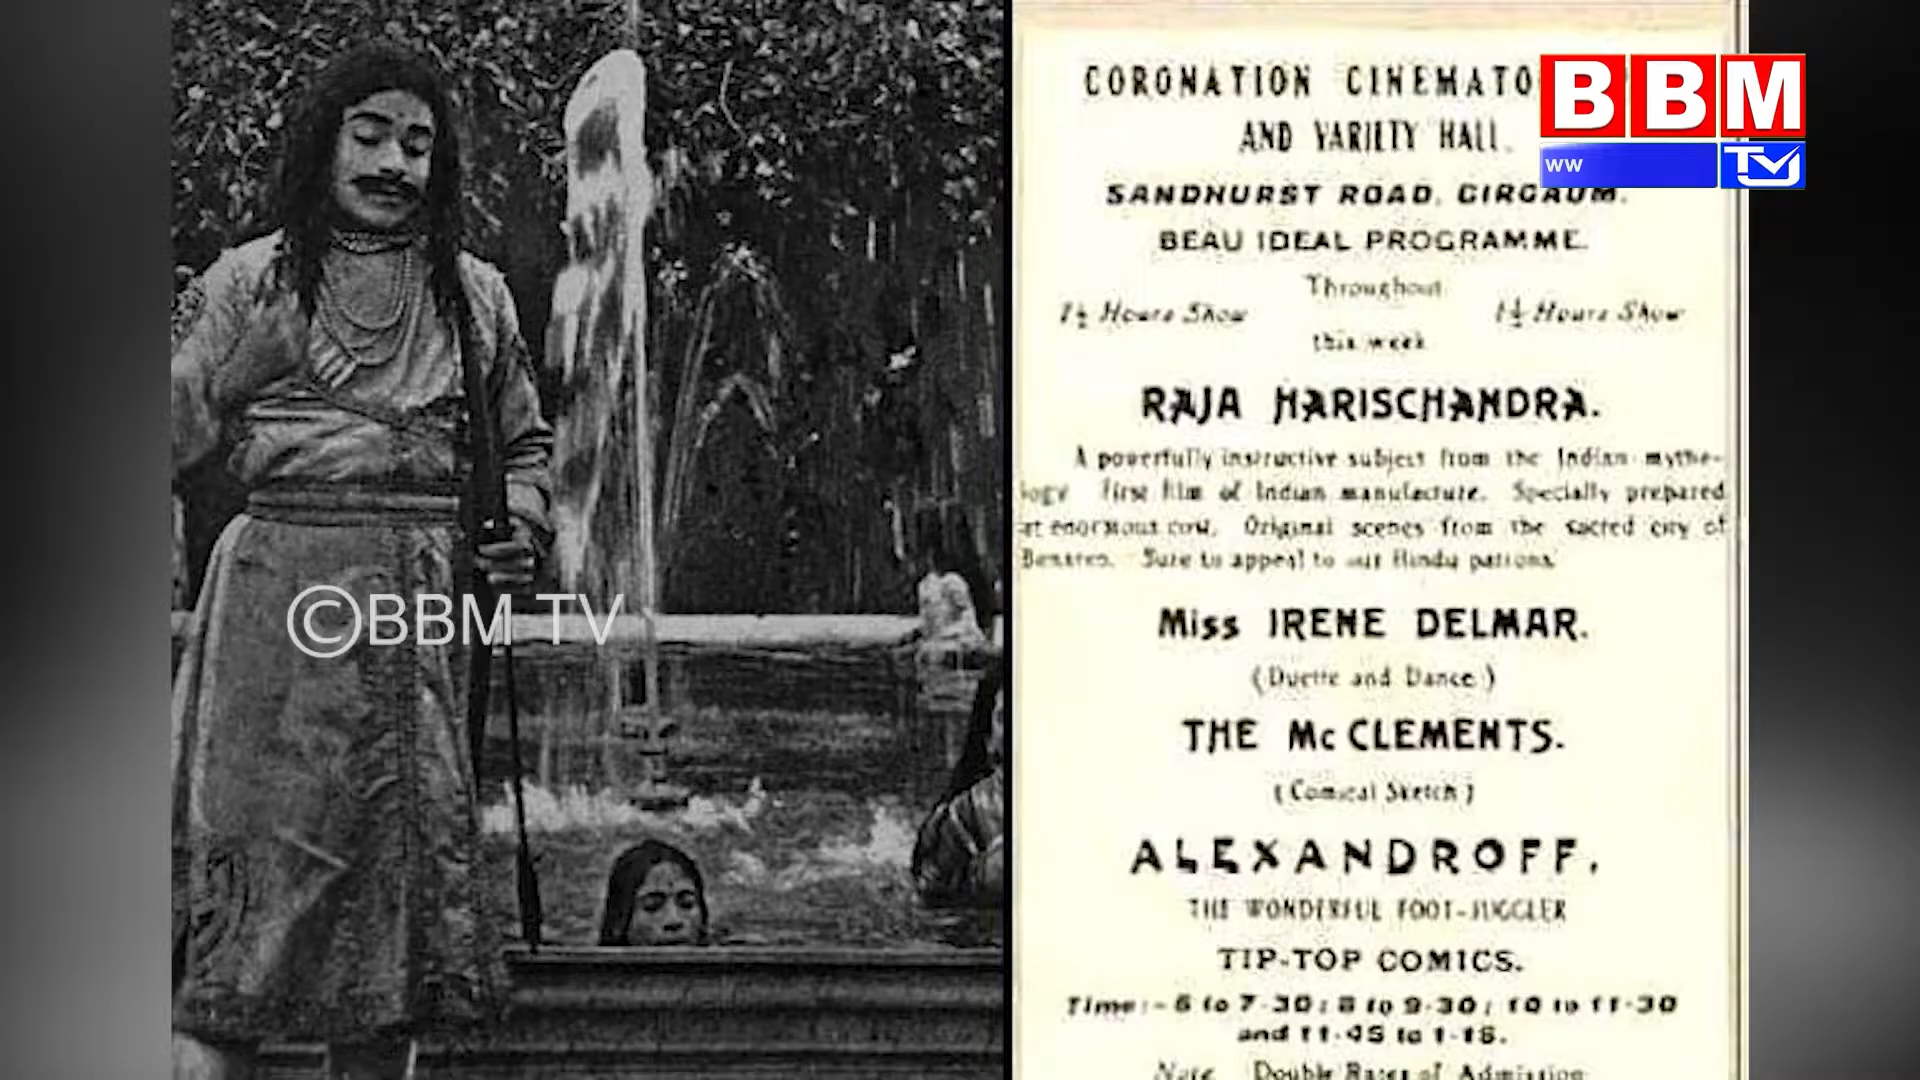 CORONATION CINEMATO
AND VARIETY HALL.
SANDHURST ROAD, GIRGAUM.
BEAU IDEAL PROGRAMME.
Throughout
1½ Hours Show 1½ Hours Show
this week
RAJA HARISCHANDRA.
A powerfully instructive subject from the Indian mytho-
logy First film of Indian manufacture. Specially prepared
at enormous cost. Original scenes from the sacred city of
Benares. Sure to appeal to our Hindu patrons.
Miss IRENE DELMAR.
(Duette and Dance)
THE Mc CLEMENTS.
(Comical Sketch)
ALEXANDROFF,
THE WONDERFUL FOOT-JUGGLER
TIP-TOP COMICS.
Time:-6 to 7-30; 8 to 9-30; 10 to 11-30
and 11-45 to 1-15.
Note Double Rates of Admission
BBM
ww TV
©BBM TV